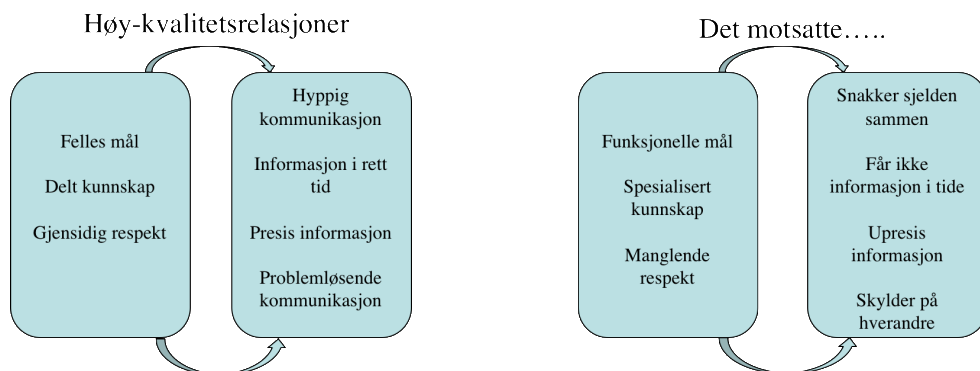 Høy-kvalitetsrelasjoner
Felles mål
Delt kunnskap
Gjensidig respekt
Hyppig
kommunikasjon
Informasjon i rett
tid
Presis informasjon
Problemløsende
kommunikasjon
Det motsatte…..
Funksjonelle mål
Spesialisert
kunnskap
Manglende
respekt
Snakker sjelden
sammen
Får ikke
informasjon i tide
Upresis
informasjon
Skylder på
hverandre